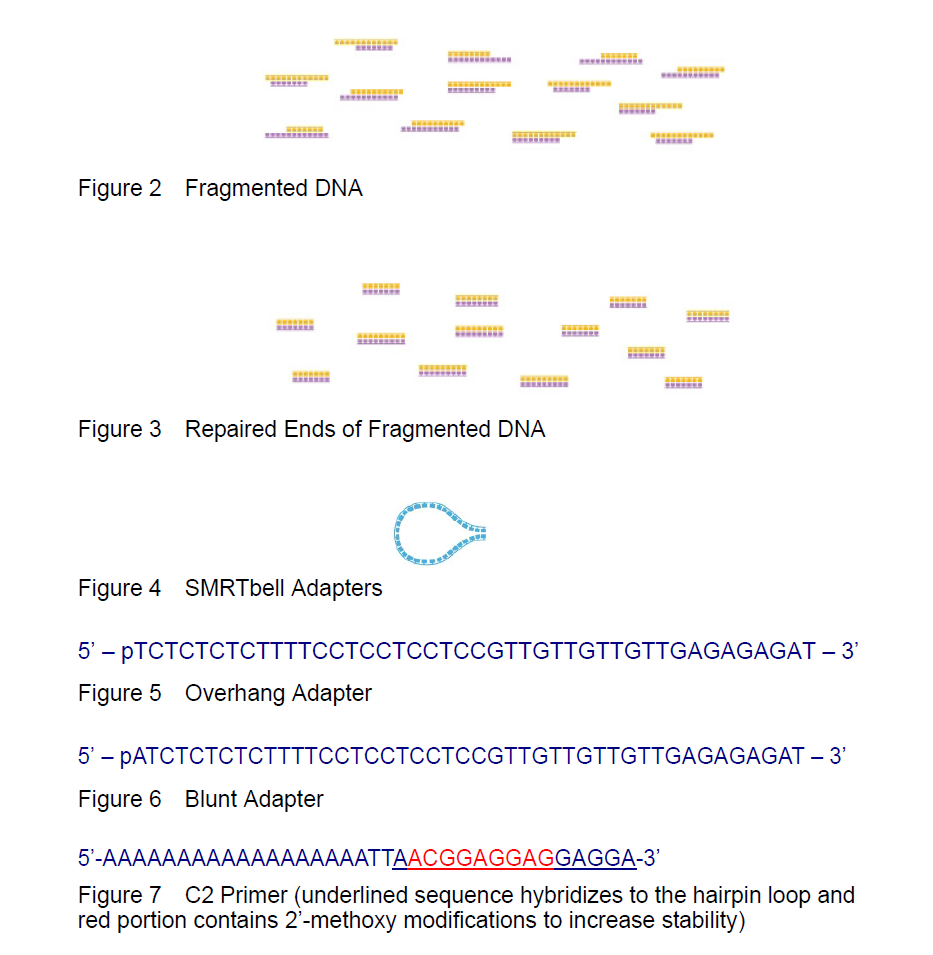 Figure 2 Fragmented DNA
Figure 3 Repaired Ends of Fragmented DNA
Figure 4 SMRTbell Adapters
5’ – pTCTCTCTCTTTTCCTCCTCCTCCGTTGTTGTTGTTGAGAGAGAT – 3’
Figure 5 Overhang Adapter
5’ – pATCTCTCTCTTTTCCTCCTCCTCCGTTGTTGTTGTTGAGAGAGAT – 3’
Figure 6 Blunt Adapter
5’-AAAAAAAAAAAAAAAAAATTAACGGAGGAGGAGGA-3’
Figure 7 C2 Primer (underlined sequence hybridizes to the hairpin loop and
red portion contains 2’-methoxy modifications to increase stability)